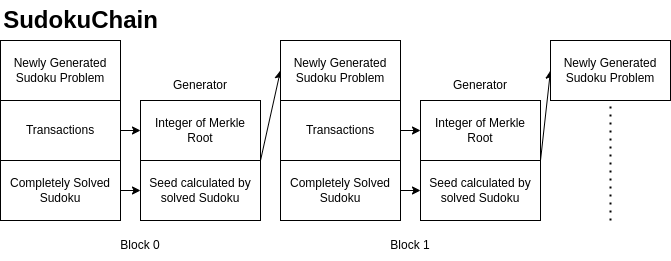 SudokuChain
Newly Generated
Sudoku Problem
Transactions
Completely Solved
Sudoku
Generator
Integer of Merkle
Root
Seed calculated by
solved Sudoku
Block 0
Newly Generated
Sudoku Problem
Transactions
Completely Solved
Sudoku
Generator
Integer of Merkle
Root
Seed calculated by
solved Sudoku
Block 1
Newly Generated
Sudoku Problem